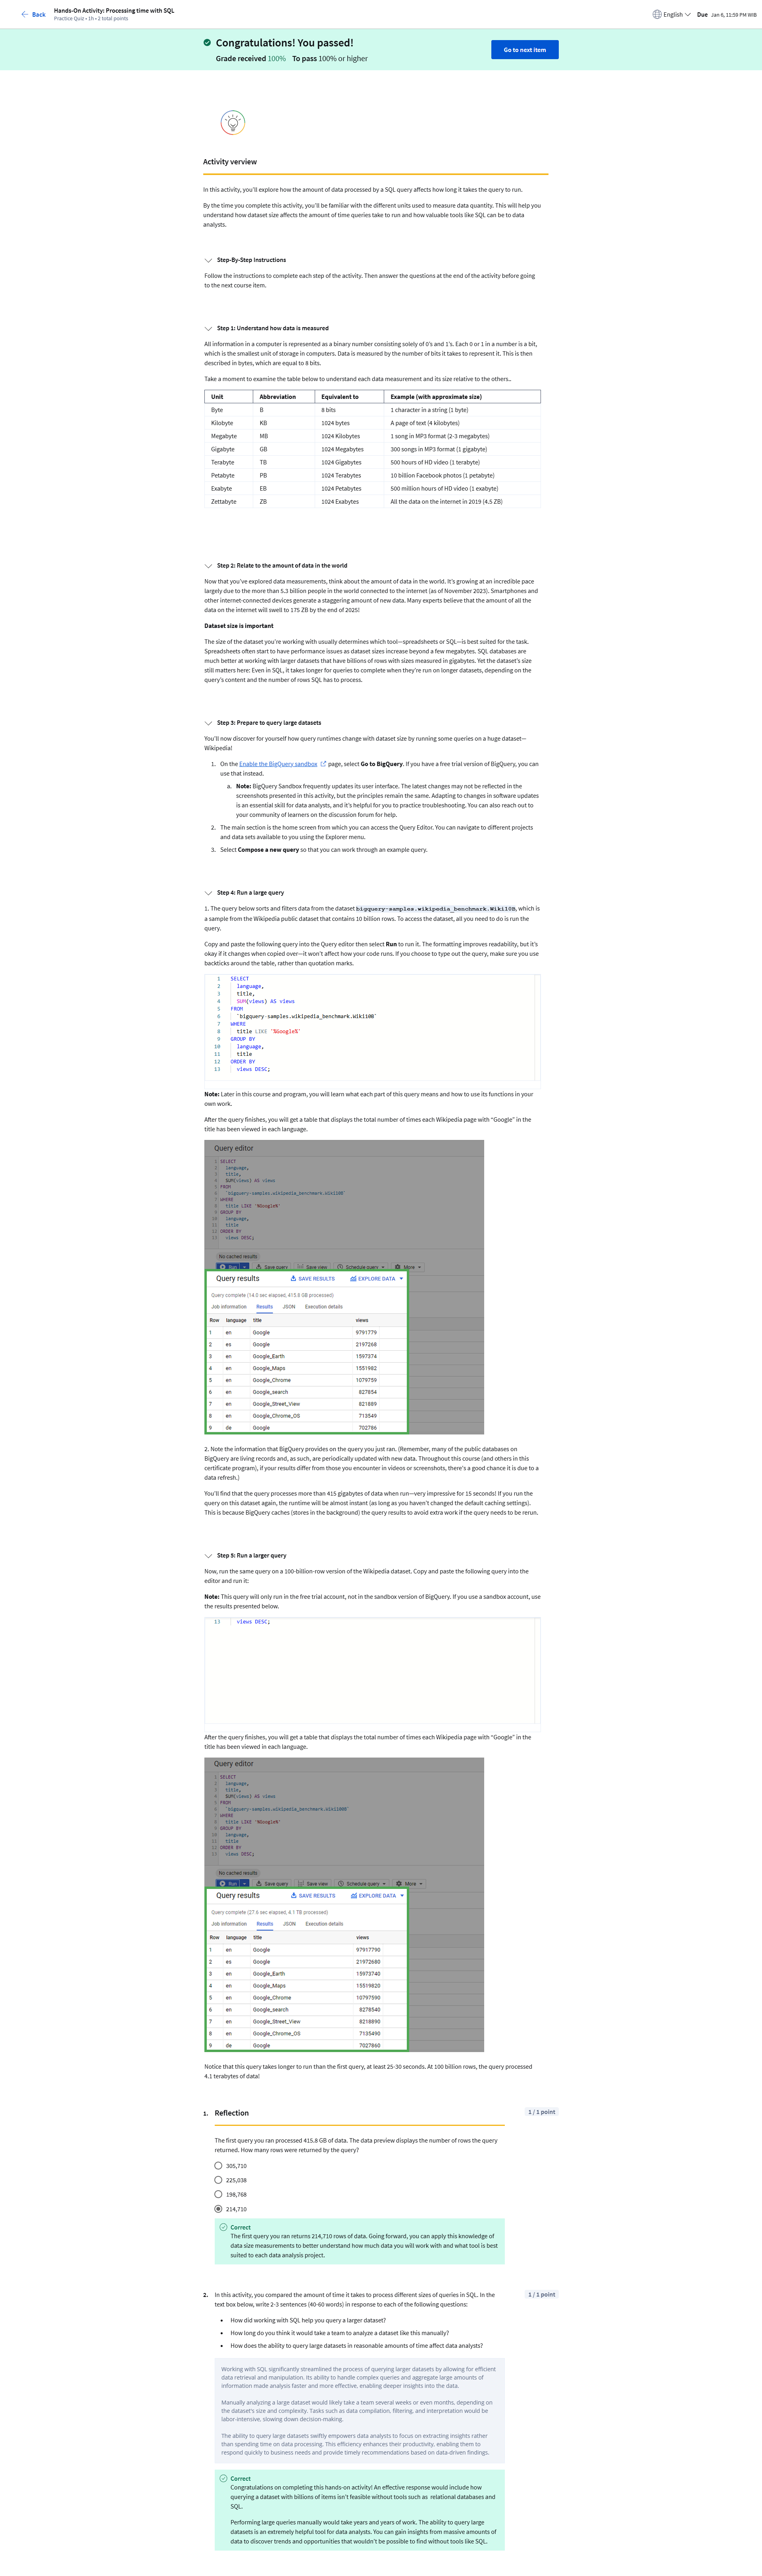 Back
Hands-On Activity: Processing time with SQL
Practice Quiz • 1h • 2 total points
English
Due Jan 6, 11:59 PM WIB
Congratulations! You passed!
Grade received 100% To pass 100% or higher
Go to next item
Activity verview
In this activity, you'll explore how the amount of data processed by a SQL query affects how long it takes the query to run.
By the time you complete this activity, you'll be familiar with the different units used to measure data quantity. This will help you
understand how dataset size affects the amount of time queries take to run and how valuable tools like SQL can be to data
analysts.
Step-By-Step Instructions
Follow the instructions to complete each step of the activity. Then answer the questions at the end of the activity before going
to the next course item.
Step 1: Understand how data is measured
All information in a computer is represented as a binary number consisting solely of 0's and 1's. Each 0 or 1 in a number is a bit,
which is the smallest unit of storage in computers. Data is measured by the number of bits it takes to represent it. This is then
described in bytes, which are equal to 8 bits.
Take a moment to examine the table below to understand each data measurement and its size relative to the others..
Unit Abbreviation Equivalent to Example (with approximate size)
Byte B 8 bits 1 character in a string (1 byte)
Kilobyte KB 1024 bytes A page of text (4 kilobytes)
Megabyte MB 1024 Kilobytes 1 song in MP3 format (2-3 megabytes)
Gigabyte GB 1024 Megabytes 300 songs in MP3 format (1 gigabyte)
Terabyte TB 1024 Gigabytes 500 hours of HD video (1 terabyte)
Petabyte PB 1024 Terabytes 10 billion Facebook photos (1 petabyte)
Exabyte EB 1024 Petabytes 500 million hours of HD video (1 exabyte)
Zettabyte ZB 1024 Exabytes All the data on the internet in 2019 (4.5 ZB)
Step 2: Relate to the amount of data in the world
Now that you've explored data measurements, think about the amount of data in the world. It's growing at an incredible pace
largely due to the more than 5.3 billion people in the world connected to the internet (as of November 2023). Smartphones and
other internet-connected devices generate a staggering amount of new data. Many experts believe that the amount of all the
data on the internet will swell to 175 ZB by the end of 2025!
Dataset size is important
The size of the dataset you're working with usually determines which tool—spreadsheets or SQL—is best suited for the task.
Spreadsheets often start to have performance issues as dataset sizes increase beyond a few megabytes. SQL databases are
much better at working with larger datasets that have billions of rows with sizes measured in gigabytes. Yet the dataset's size
still matters here: Even in SQL, it takes longer for queries to complete when they're run on longer datasets, depending on the
query's content and the number of rows SQL has to process.
Step 3: Prepare to query large datasets
You'll now discover for yourself how query runtimes change with dataset size by running some queries on a huge dataset—
Wikipedia!
1. On the Enable the BigQuery sandbox page, select Go to BigQuery. If you have a free trial version of BigQuery, you can
use that instead.
a. Note: BigQuery Sandbox frequently updates its user interface. The latest changes may not be reflected in the
screenshots presented in this activity, but the principles remain the same. Adapting to changes in software updates
is an essential skill for data analysts, and it's helpful for you to practice troubleshooting. You can also reach out to
your community of learners on the discussion forum for help.
2. The main section is the home screen from which you can access the Query Editor. You can navigate to different projects
and data sets available to you using the Explorer menu.
3. Select Compose a new query so that you can work through an example query.
Step 4: Run a large query
1. The query below sorts and filters data from the dataset bigquery-samples.wikipedia_benchmark.Wiki10B, which is
a sample from the Wikipedia public dataset that contains 10 billion rows. To access the dataset, all you need to do is run the
query.
Copy and paste the following query into the Query editor then select Run to run it. The formatting improves readability, but it's
okay if it changes when copied over—it won't affect how your code runs. If you choose to type out the query, make sure you use
backticks around the table, rather than quotation marks.
1 SELECT
2 language,
3 title,
4 SUM(views) AS views
5 FROM
6 `bigquery-samples.wikipedia_benchmark.Wiki10B`
7 WHERE
8 title LIKE '%Google%'
9 GROUP BY
10 language,
11 title
12 ORDER BY
13 views DESC;
Note: Later in this course and program, you will learn what each part of this query means and how to use its functions in your
own work.
After the query finishes, you will get a table that displays the total number of times each Wikipedia page with “Google” in the
title has been viewed in each language.
Query editor
1 SELECT
2 language,
3 title,
4 SUM(views) AS views
5 FROM
6 `bigquery-samples.wikipedia_benchmark.Wiki10B`
7 WHERE
8 title LIKE '%Google%'
9 GROUP BY
10 language,
11 title
12 ORDER BY
13 views DESC;
No cached results
Run Save query Save view Schedule query More
Query results SAVE RESULTS EXPLORE DATA
Query complete (14.0 sec elapsed, 415.8 GB processed)
Job information Results JSON Execution details
Row language title views
1 en Google 9791779
2 es Google 2197268
3 en Google_Earth 1597374
4 en Google_Maps 1551982
5 en Google_Chrome 1079759
6 en Google_search 827854
7 en Google_Street_View 821889
8 en Google_Chrome_OS 713549
9 de Google 702786
2. Note the information that BigQuery provides on the query you just ran. (Remember, many of the public databases on
BigQuery are living records and, as such, are periodically updated with new data. Throughout this course (and others in this
certificate program), if your results differ from those you encounter in videos or screenshots, there's a good chance it is due to a
data refresh.)
You'll find that the query processes more than 415 gigabytes of data when run—very impressive for 15 seconds! If you run the
query on this dataset again, the runtime will be almost instant (as long as you haven't changed the default caching settings).
This is because BigQuery caches (stores in the background) the query results to avoid extra work if the query needs to be rerun.
Step 5: Run a larger query
Now, run the same query on a 100-billion-row version of the Wikipedia dataset. Copy and paste the following query into the
editor and run it:
Note: This query will only run in the free trial account, not in the sandbox version of BigQuery. If you use a sandbox account, use
the results presented below.
13 views DESC;
After the query finishes, you will get a table that displays the total number of times each Wikipedia page with “Google” in the
title has been viewed in each language.
Query editor
1 SELECT
2 language,
3 title,
4 SUM(views) AS views
5 FROM
6 `bigquery-samples.wikipedia_benchmark.Wiki100B`
7 WHERE
8 title LIKE '%Google%'
9 GROUP BY
10 language,
11 title
12 ORDER BY
13 views DESC;
No cached results
Run Save query Save view Schedule query More
Query results SAVE RESULTS EXPLORE DATA
Query complete (27.6 sec elapsed, 4.1 TB processed)
Job information Results JSON Execution details
Row language title views
1 en Google 97917790
2 es Google 21972680
3 en Google_Earth 15973740
4 en Google_Maps 15519820
5 en Google_Chrome 10797590
6 en Google_search 8278540
7 en Google_Street_View 8218890
8 en Google_Chrome_OS 7135490
9 de Google 7027860
Notice that this query takes longer to run than the first query, at least 25-30 seconds. At 100 billion rows, the query processed
4.1 terabytes of data!
1. Reflection
1 / 1 point
The first query you ran processed 415.8 GB of data. The data preview displays the number of rows the query
returned. How many rows were returned by the query?
305,710
225,038
198,768
214,710
Correct
The first query you ran returns 214,710 rows of data. Going forward, you can apply this knowledge of
data size measurements to better understand how much data you will work with and what tool is best
suited to each data analysis project.
2. In this activity, you compared the amount of time it takes to process different sizes of queries in SQL. In the
1 / 1 point
text box below, write 2-3 sentences (40-60 words) in response to each of the following questions:
• How did working with SQL help you query a larger dataset?
• How long do you think it would take a team to analyze a dataset like this manually?
• How does the ability to query large datasets in reasonable amounts of time affect data analysts?
Working with SQL significantly streamlined the process of querying larger datasets by allowing for efficient
data retrieval and manipulation. Its ability to handle complex queries and aggregate large amounts of
information made analysis faster and more effective, enabling deeper insights into the data.
Manually analyzing a large dataset would likely take a team several weeks or even months, depending on
the dataset's size and complexity. Tasks such as data compilation, filtering, and interpretation would be
labor-intensive, slowing down decision-making.
The ability to query large datasets swiftly empowers data analysts to focus on extracting insights rather
than spending time on data processing. This efficiency enhances their productivity, enabling them to
respond quickly to business needs and provide timely recommendations based on data-driven findings.
Correct
Congratulations on completing this hands-on activity! An effective response would include how
querying a dataset with billions of items isn't feasible without tools such as relational databases and
SQL.
Performing large queries manually would take years and years of work. The ability to query large
datasets is an extremely helpful tool for data analysts. You can gain insights from massive amounts of
data to discover trends and opportunities that wouldn't be possible to find without tools like SQL.